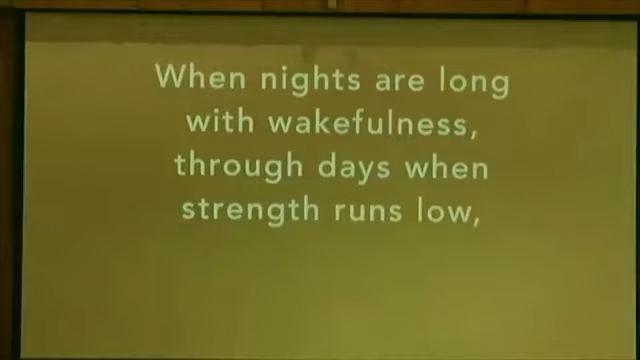 When nights are long
with wakefulness,
through days when
strength runs low,